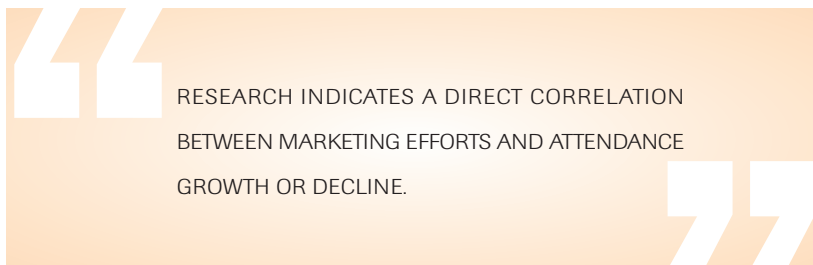 RESEARCH INDICATES A DIRECT CORRELATION
BETWEEN MARKETING EFFORTS AND ATTENDANCE
GROWTH OR DECLINE.